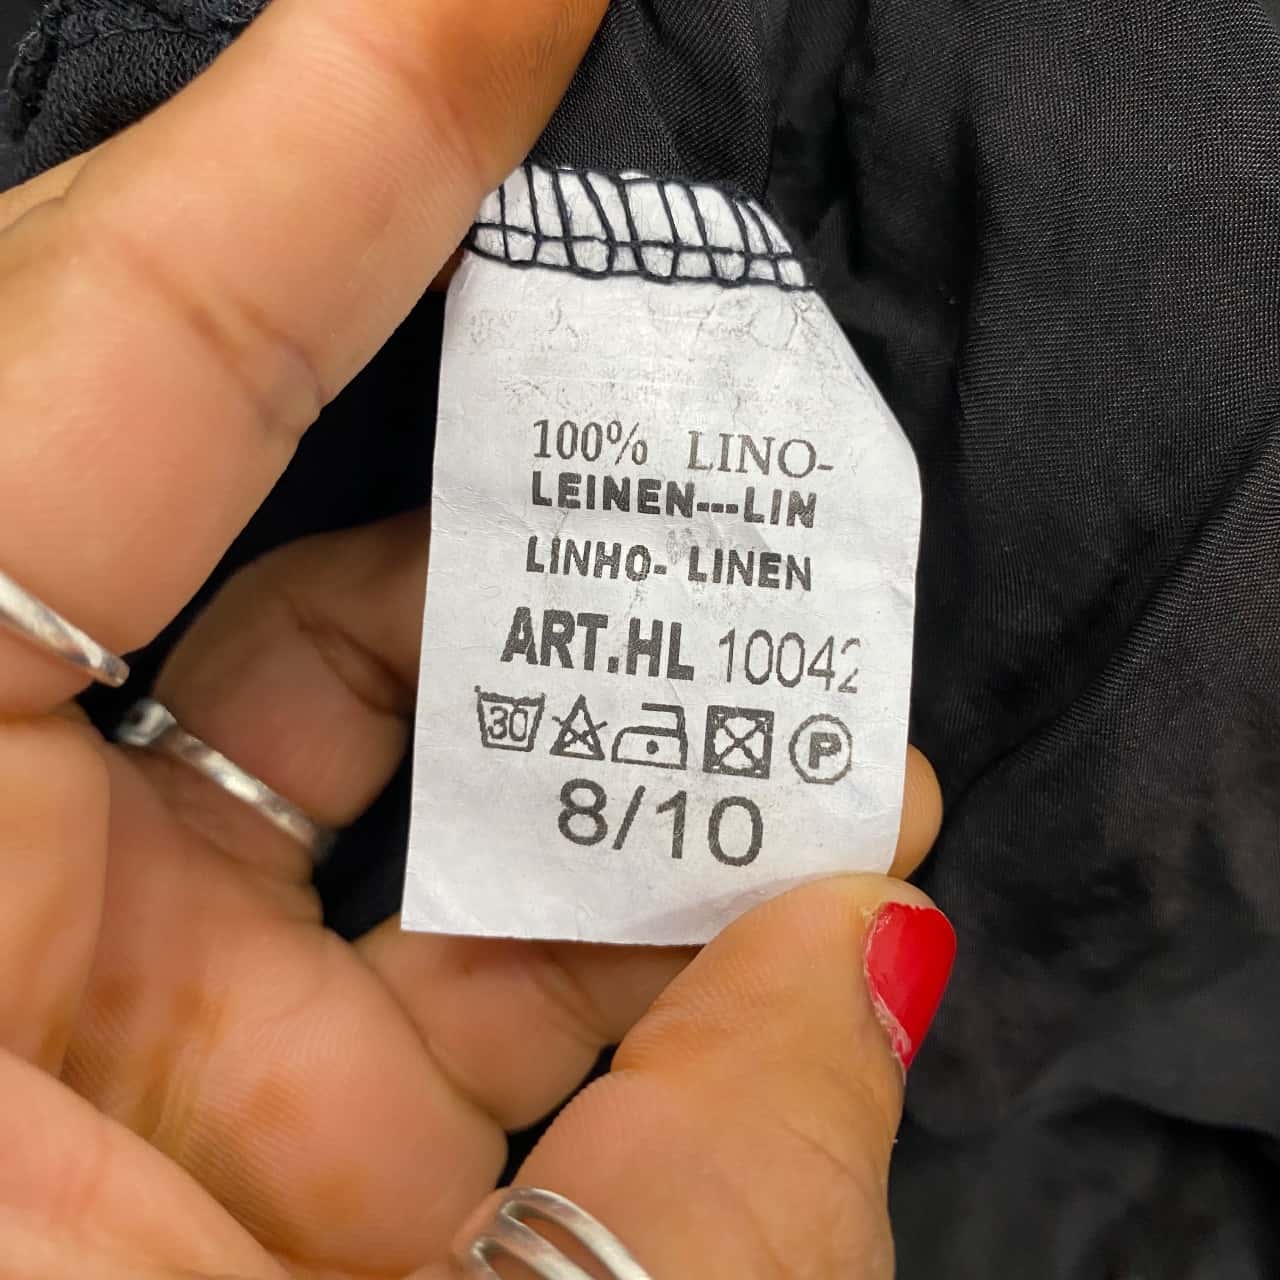 100% LINO-
LEINEN---LIN
LINHO- LINEN
ART.HL 10042
30 P
8/10